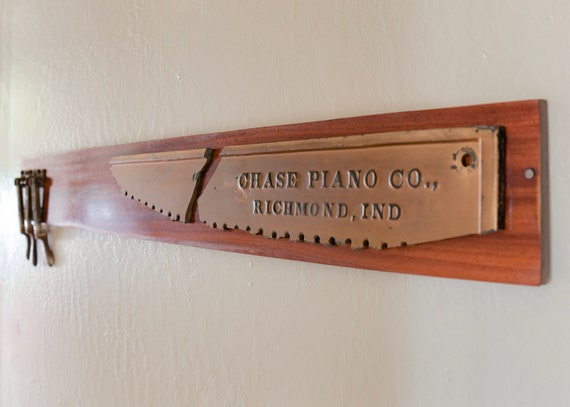 CHASE PIANO CO.,
RICHMOND, IND